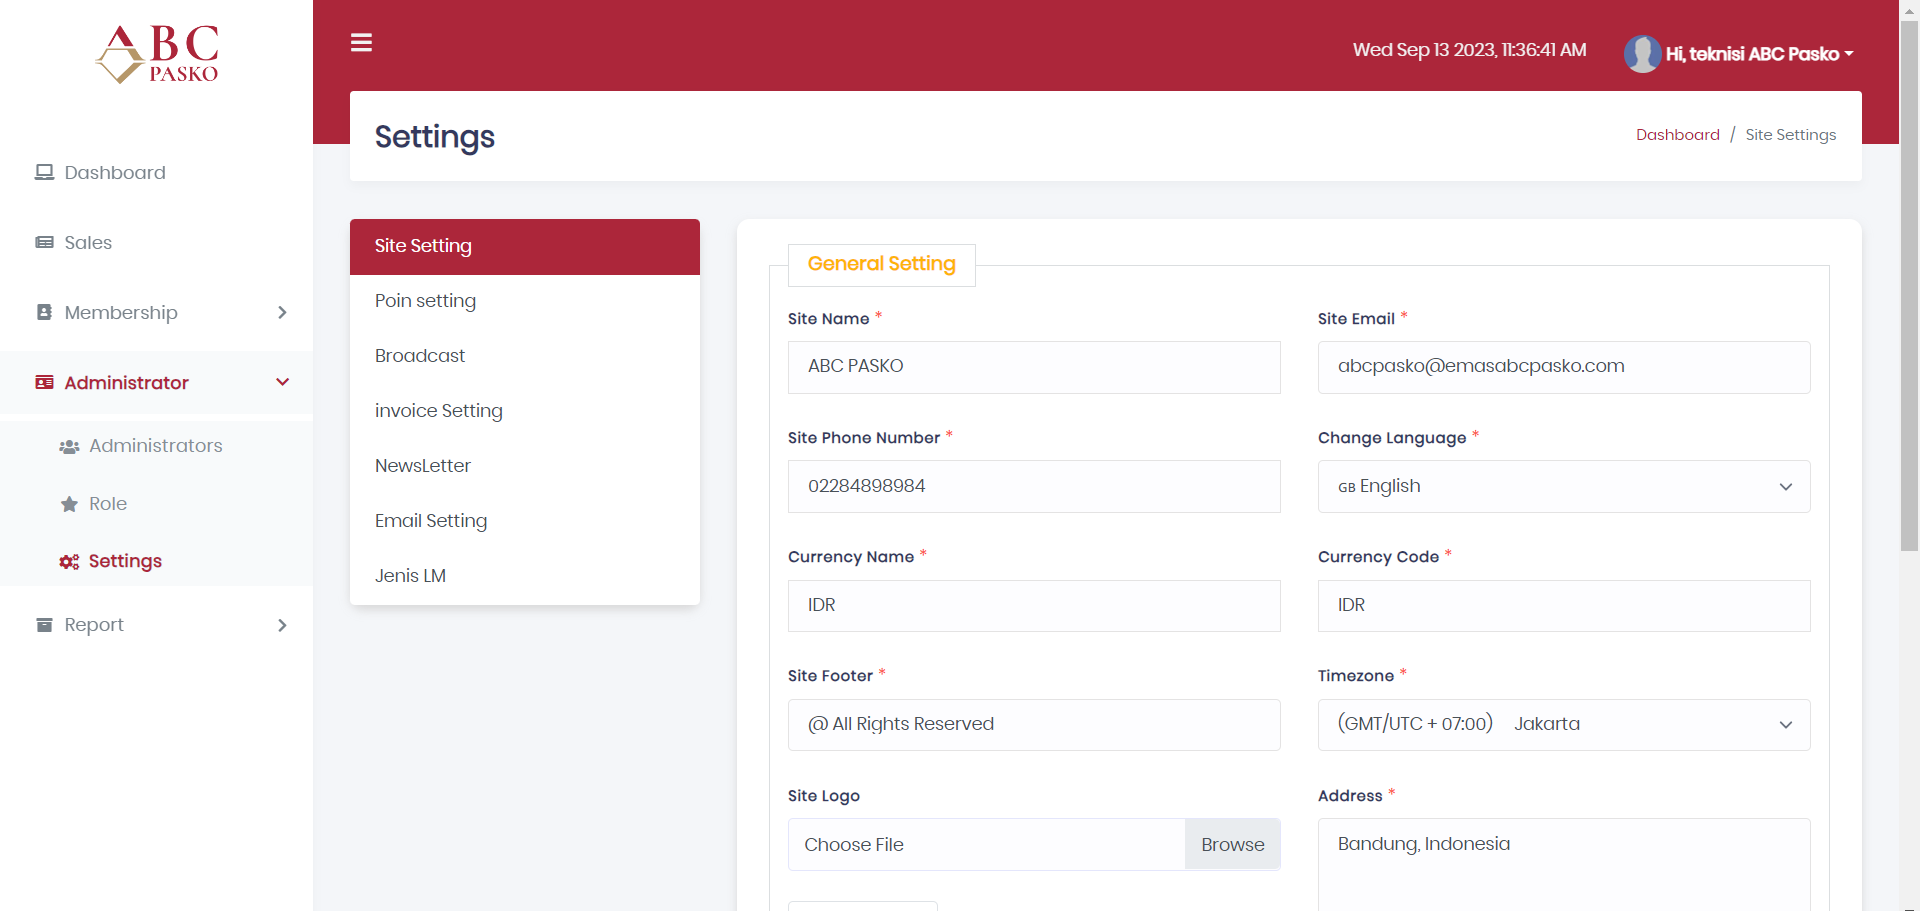 ABC
PASKO
Wed Sep 13 2023, 11:36:41 AM
Hi, teknisi ABC Pasko
Settings
Dashboard / Site Settings
Dashboard
Sales
Membership
Administrator
Administrators
Role
Settings
Report
Site Setting
Poin setting
Broadcast
invoice Setting
NewsLetter
Email Setting
Jenis LM
General Setting
Site Name *
ABC PASKO
Site Email *
abcpasko@emasabcpasko.com
Site Phone Number *
02284898984
Change Language *
GB English
Currency Name *
IDR
Currency Code *
IDR
Site Footer *
@ All Rights Reserved
Timezone *
(GMT/UTC + 07:00) Jakarta
Site Logo
Choose File
Browse
Address *
Bandung, Indonesia